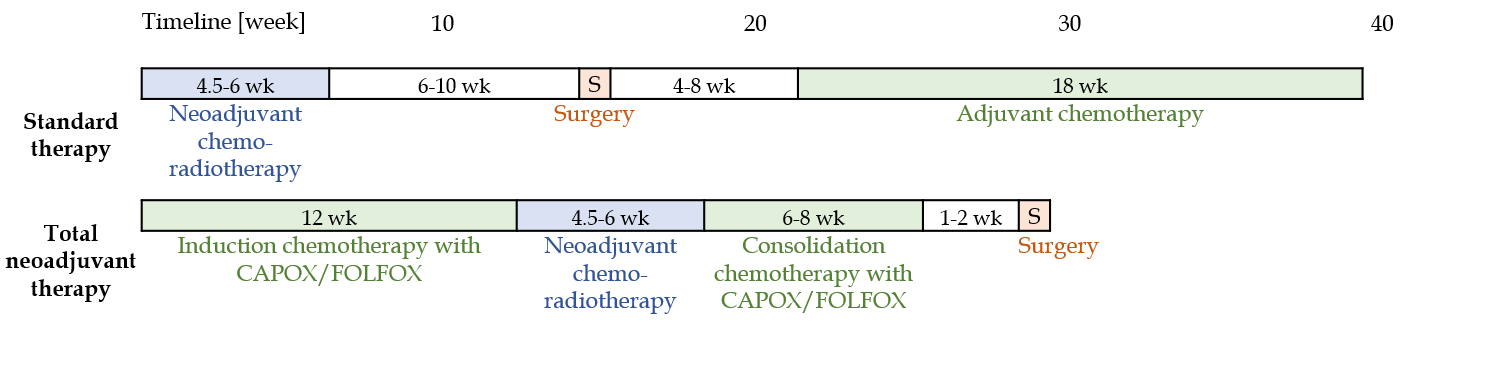 Timeline [week] 10 20 30 40
4.5-6 wk 6-10 wk S 4-8 wk 18 wk
Standard
therapy
Neoadjuvant
chemo-
radiotherapy
Surgery
Adjuvant chemotherapy
12 wk 4.5-6 wk 6-8 wk 1-2 wk S
Total
neoadjuvant
therapy
Induction chemotherapy with
CAPOX/FOLFOX
Neoadjuvant
chemo-
radiotherapy
Consolidation
chemotherapy with
CAPOX/FOLFOX
Surgery